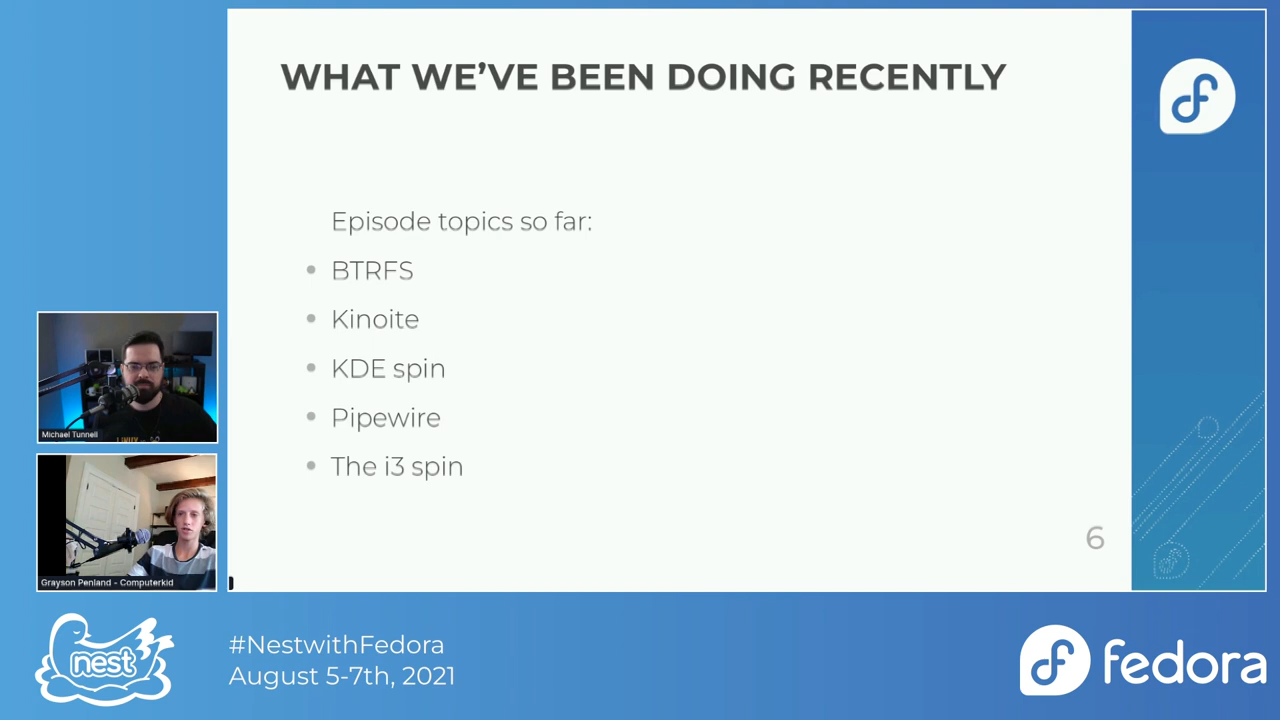 WHAT WE'VE BEEN DOING RECENTLY
Episode topics so far:
BTRFS
Kinoite
KDE spin
Pipewire
The i3 spin
6
Michael Tunnell
Grayson Penland - Computerkid
nest
#NestwithFedora
August 5-7th, 2021
fedora